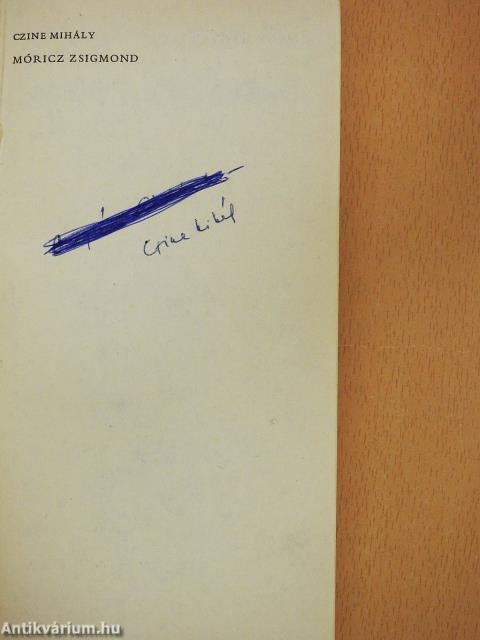 CZINE MIHÁLY
MÓRICZ ZSIGMOND
Czine Mihály
Antikvárium.hu